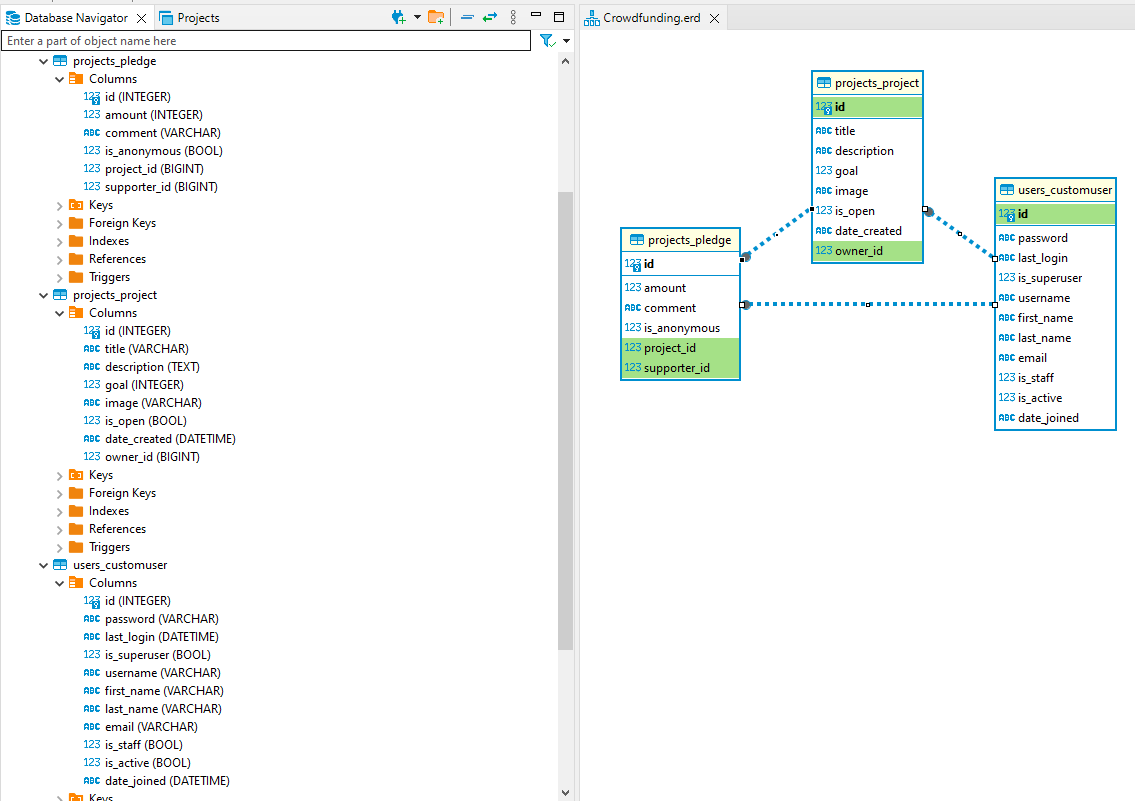 Database Navigator
Projects
Enter a part of object name here
projects_pledge
Columns
123 id (INTEGER)
123 amount (INTEGER)
ABC comment (VARCHAR)
123 is_anonymous (BOOL)
123 project_id (BIGINT)
123 supporter_id (BIGINT)
Keys
Foreign Keys
Indexes
References
Triggers
projects_project
Columns
123 id (INTEGER)
ABC title (VARCHAR)
ABC description (TEXT)
123 goal (INTEGER)
ABC image (VARCHAR)
123 is_open (BOOL)
ABC date_created (DATETIME)
123 owner_id (BIGINT)
Keys
Foreign Keys
Indexes
References
Triggers
users_customuser
Columns
123 id (INTEGER)
ABC password (VARCHAR)
ABC last_login (DATETIME)
123 is_superuser (BOOL)
ABC username (VARCHAR)
ABC first_name (VARCHAR)
ABC last_name (VARCHAR)
ABC email (VARCHAR)
123 is_staff (BOOL)
123 is_active (BOOL)
ABC date_joined (DATETIME)
Keys
Crowdfunding.erd
projects_project
123 id
ABC title
ABC description
123 goal
ABC image
123 is_open
ABC date_created
123 owner_id
projects_pledge
123 id
123 amount
ABC comment
123 is_anonymous
123 project_id
123 supporter_id
users_customuser
123 id
ABC password
ABC last_login
123 is_superuser
ABC username
ABC first_name
ABC last_name
ABC email
123 is_staff
123 is_active
ABC date_joined